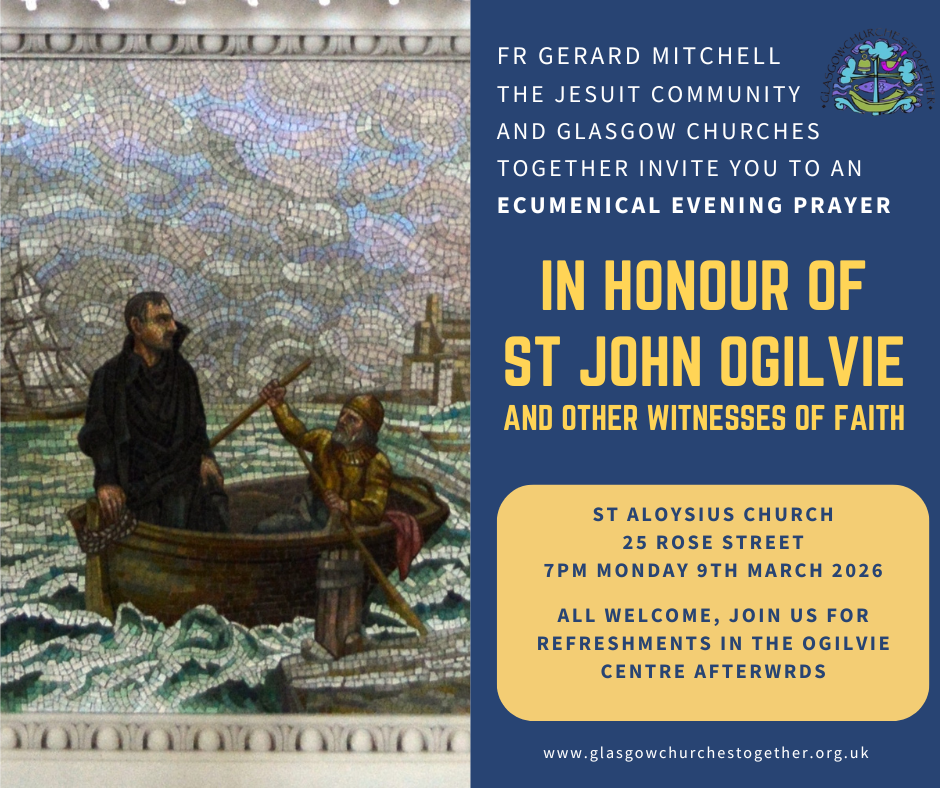 FR GERARD MITCHELL
THE JESUIT COMMUNITY
AND GLASGOW CHURCHES
TOGETHER INVITE YOU TO AN
ECUMENICAL EVENING PRAYER
GLASGOW CHURCHES TOGETHER
IN HONOUR OF
ST JOHN OGILVIE
AND OTHER WITNESSES OF FAITH
ST ALOYSIUS CHURCH
25 ROSE STREET
7PM MONDAY 9TH MARCH 2026
ALL WELCOME, JOIN US FOR
REFRESHMENTS IN THE OGILVIE
CENTRE AFTERWRDS
www.glasgowchurchestogether.org.uk